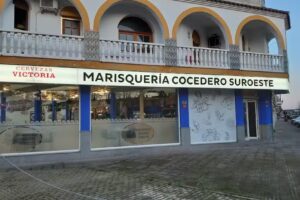 CERVEZAS
VICTORIA
MARISQUERÍA COCEDERO SUROESTE